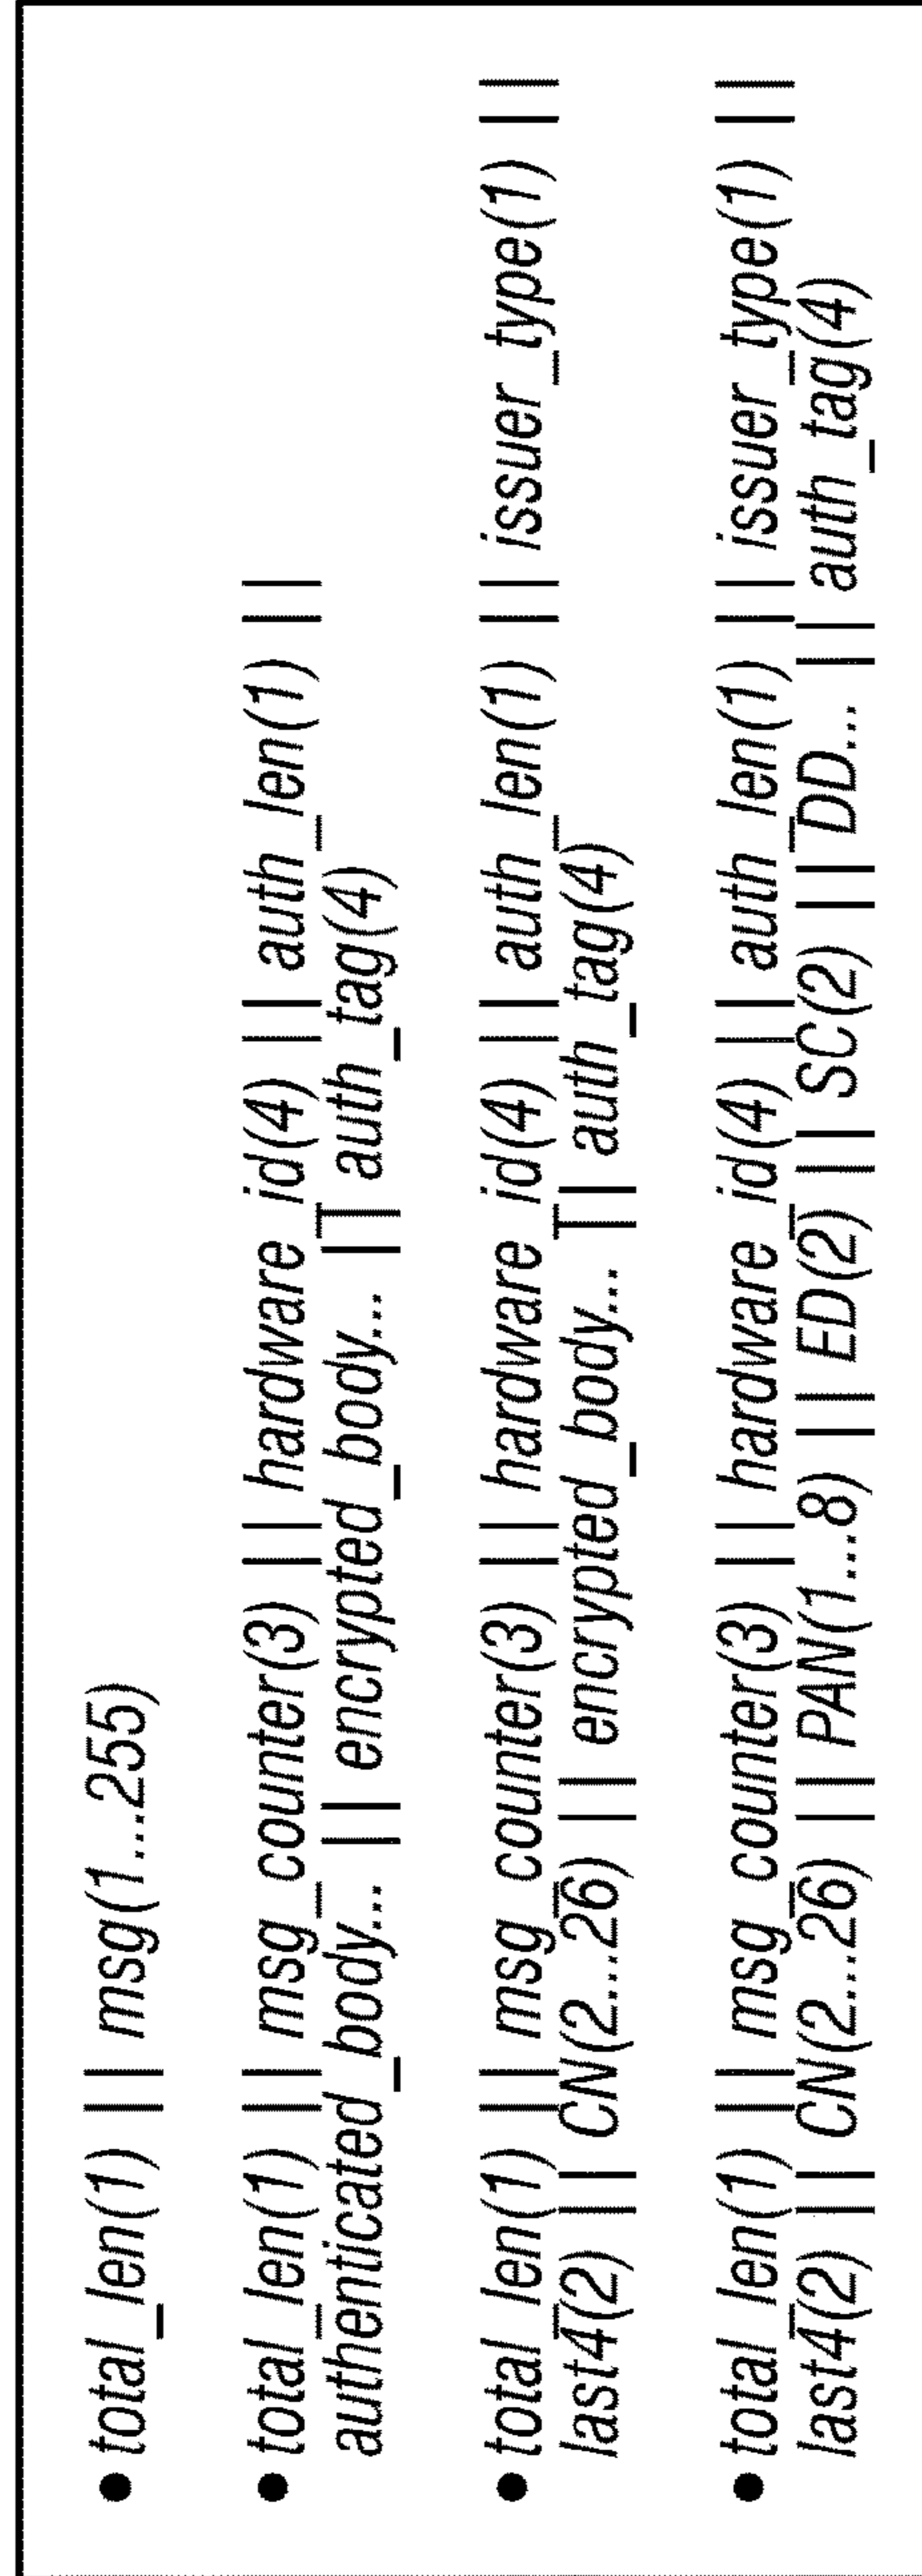 • total_len(1) || msg(1...255)
• total_len(1) || msg_counter(3) || hardware_id(4) || auth_len(1) ||
authenticated_body... || encrypted_body... || auth_tag(4)
• total_len(1) || msg_counter(3) || hardware_id(4) || auth_len(1) || issuer_type(1) ||
last4(2) || CN(2...26) || encrypted_body... || auth_tag(4)
• total_len(1) || msg_counter(3) || hardware_id(4) || auth_len(1) || issuer_type(1) ||
last4(2) || CN(2...26) || PAN(1...8) || ED(2) || SC(2) || DD... || auth_tag(4)